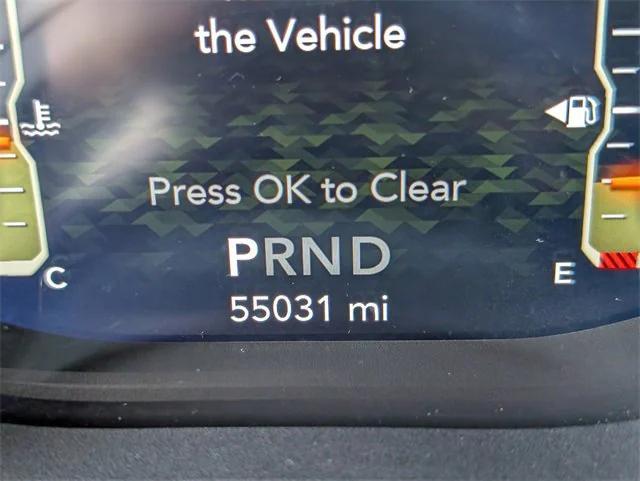 the Vehicle
Press OK to Clear
PRND
C
E
55031 mi